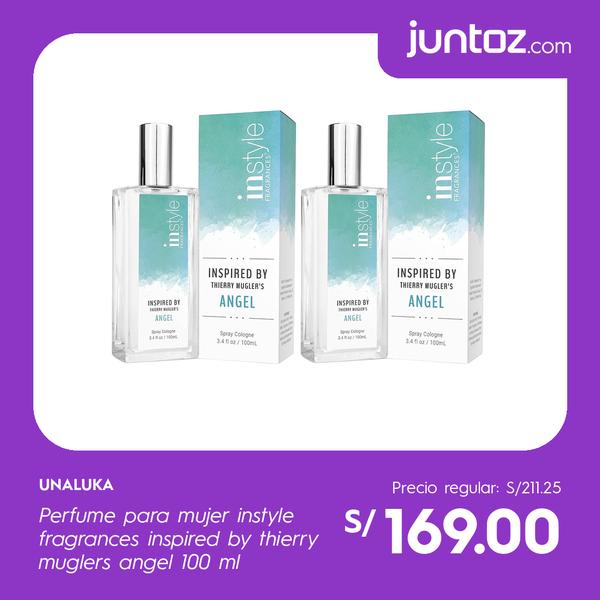 juntoz.com
instyle
FRAGRANCES
INSPIRED BY
THIERRY MUGLER'S
ANGEL
Spray Cologne
3.4 fl oz / 100mL
instyle
FRAGRANCES
INSPIRED BY
THIERRY MUGLER'S
ANGEL
Spray Cologne
3.4 fl oz / 100mL
instyle
FRAGRANCES
INSPIRED BY
THIERRY MUGLER'S
ANGEL
Spray Cologne
3.4 fl oz / 100mL
instyle
FRAGRANCES
INSPIRED BY
THIERRY MUGLER'S
ANGEL
Spray Cologne
3.4 fl oz / 100mL
UNALUKA
Perfume para mujer instyle
fragrances inspired by thierry
muglers angel 100 ml
Precio regular: S/211.25
S/169.00